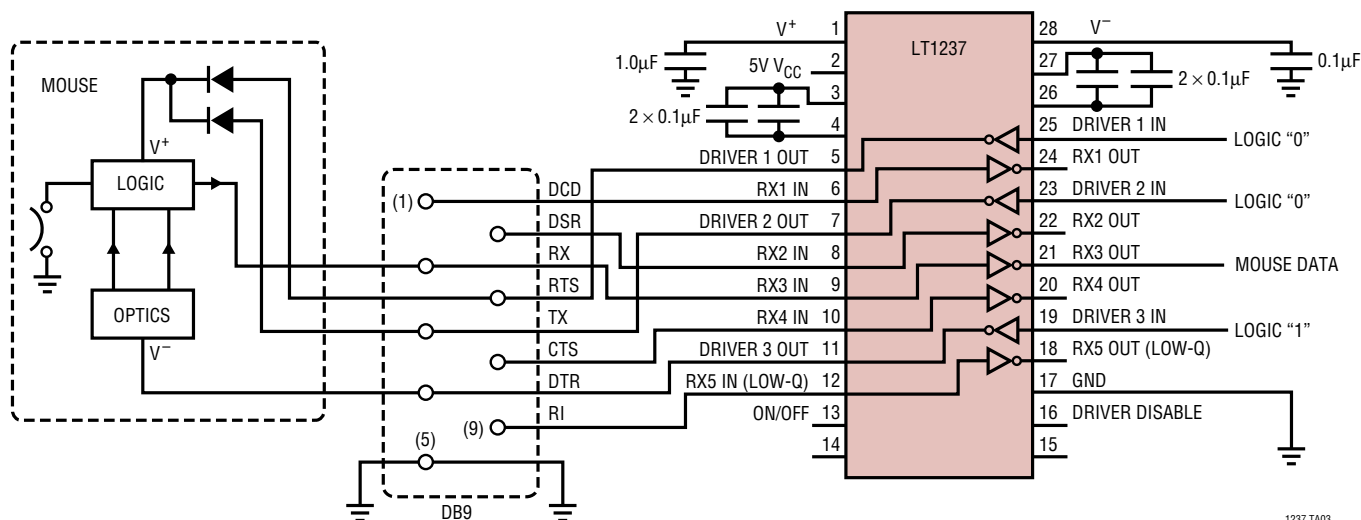 MOUSE
V+
LOGIC
OPTICS
V−
(1)
DCD
DSR
RX
RTS
TX
CTS
DTR
RI
(9)
(5)
DB9
1.0µF
V+
5V VCC
2 × 0.1µF
DRIVER 1 OUT
RX1 IN
DRIVER 2 OUT
RX2 IN
RX3 IN
RX4 IN
DRIVER 3 OUT
RX5 IN (LOW-Q)
ON/OFF
1
2
3
4
5
6
7
8
9
10
11
12
13
14
LT1237
28
27
26
25
24
23
22
21
20
19
18
17
16
15
V−
0.1µF
2 × 0.1µF
DRIVER 1 IN
RX1 OUT
DRIVER 2 IN
RX2 OUT
RX3 OUT
RX4 OUT
DRIVER 3 IN
RX5 OUT (LOW-Q)
GND
DRIVER DISABLE
LOGIC “0”
LOGIC “0”
MOUSE DATA
LOGIC “1”
1237 TA03